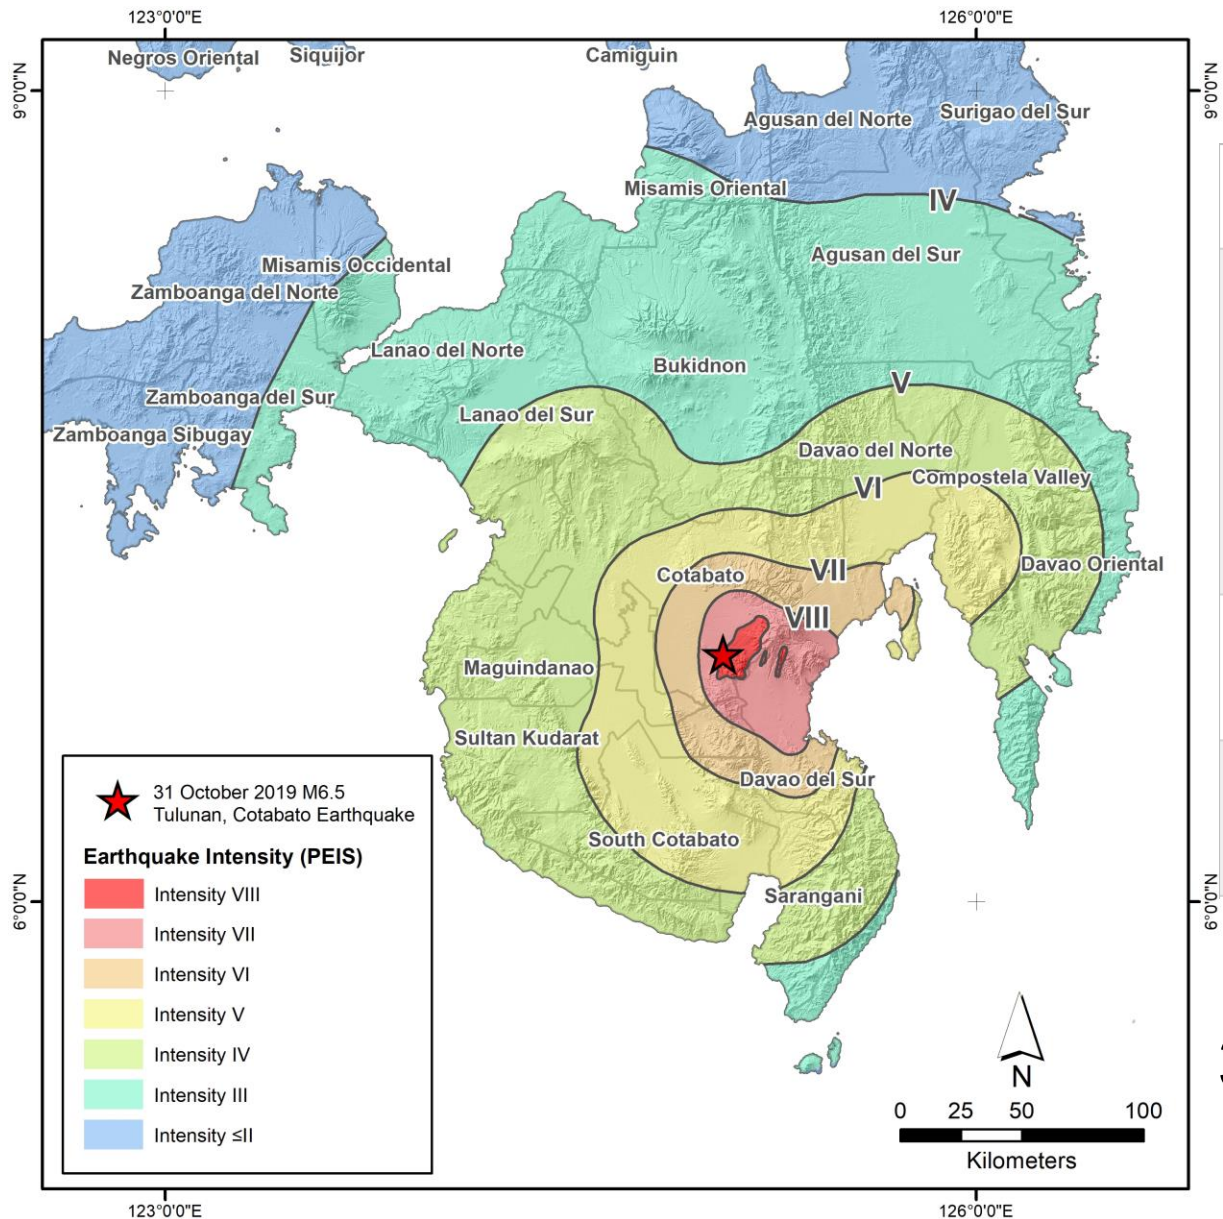 123°0'0"E
126°0'0"E
Negros Oriental
Siquijor
Camiguin
9°0'0"N
9°0'0"N
Agusan del Norte
Surigao del Sur
Misamis Oriental
IV
Agusan del Sur
Misamis Occidental
Zamboanga del Norte
Lanao del Norte
Bukidnon
V
Zamboanga del Sur
Lanao del Sur
Zamboanga Sibugay
Davao del Norte
Compostela Valley
VI
Davao Oriental
Cotabato
VII
VIII
Maguindanao
Sultan Kudarat
Davao del Sur
South Cotabato
Sarangani
6°0'0"N
6°0'0"N
31 October 2019 M6.5
Tulunan, Cotabato Earthquake
Earthquake Intensity (PEIS)
Intensity VIII
Intensity VII
Intensity VI
Intensity V
Intensity IV
Intensity III
Intensity ≤II
N
0 25 50 100
Kilometers
123°0'0"E
126°0'0"E